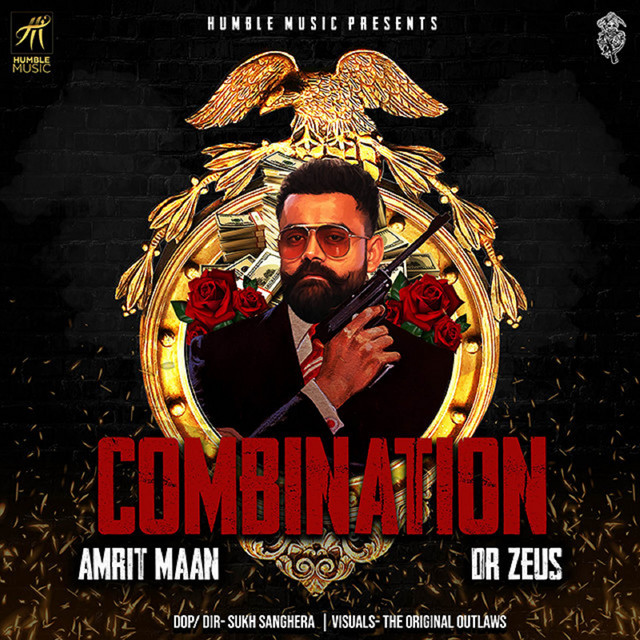 HUMBLE MUSIC PRESENTS
HUMBLE
MUSIC
COMBINATION
AMRIT MAAN
DR ZEUS
DOP/ DIR- SUKH SANGHERA | VISUALS- THE ORIGINAL OUTLAWS